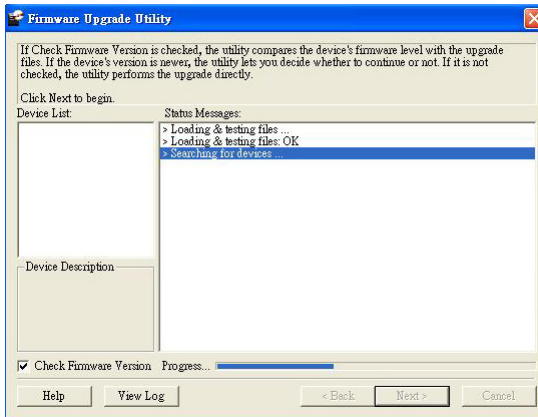 Firmware Upgrade Utility
If Check Firmware Version is checked, the utility compares the device's firmware level with the upgrade
files. If the device's version is newer, the utility lets you decide whether to continue or not. If it is not
checked, the utility performs the upgrade directly.
Click Next to begin.
Device List:
Status Messages:
> Loading & testing files ...
> Loading & testing files: OK
> Searching for devices ...
Device Description
Check Firmware Version Progress...
Help View Log < Back Next > Cancel